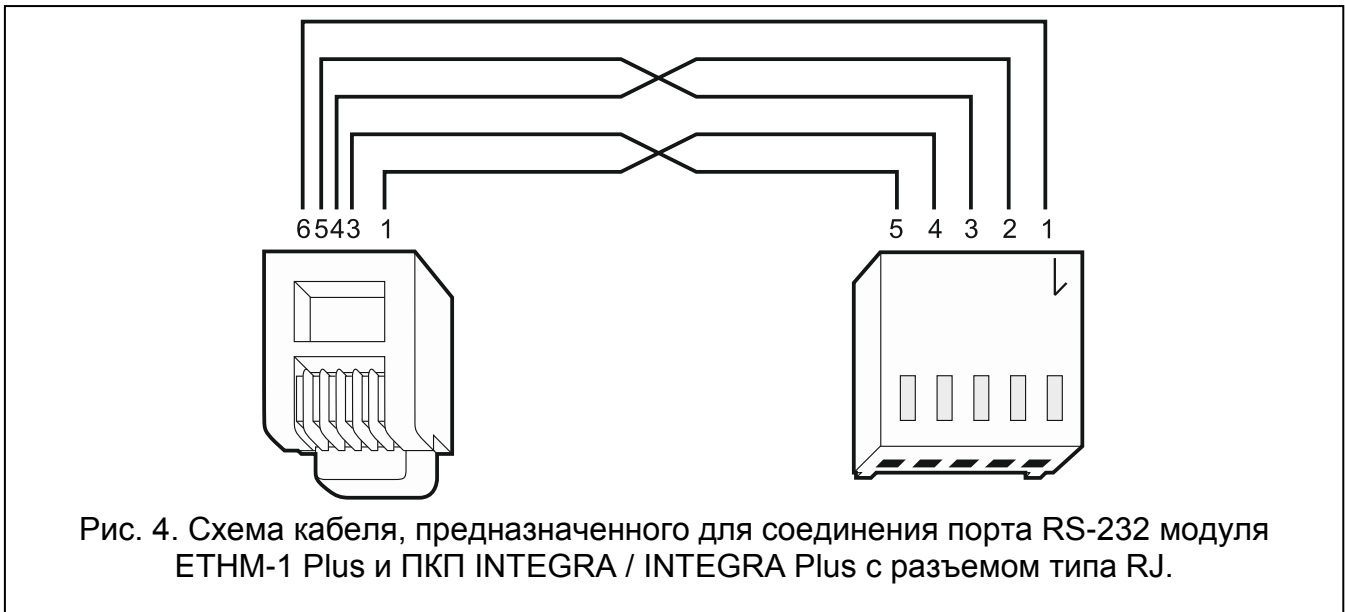 6543 1 5 4 3 2 1
Рис. 4. Схема кабеля, предназначенного для соединения порта RS-232 модуля
ETHM-1 Plus и ПКП INTEGRA / INTEGRA Plus с разъемом типа RJ.